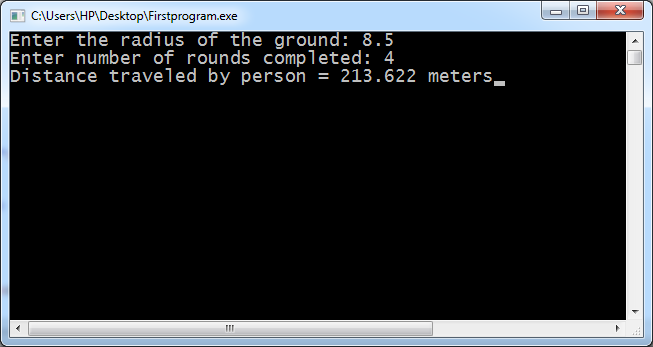 C:\Users\HP\Desktop\Firstprogram.exe
Enter the radius of the ground: 8.5
Enter number of rounds completed: 4
Distance traveled by person = 213.622 meters